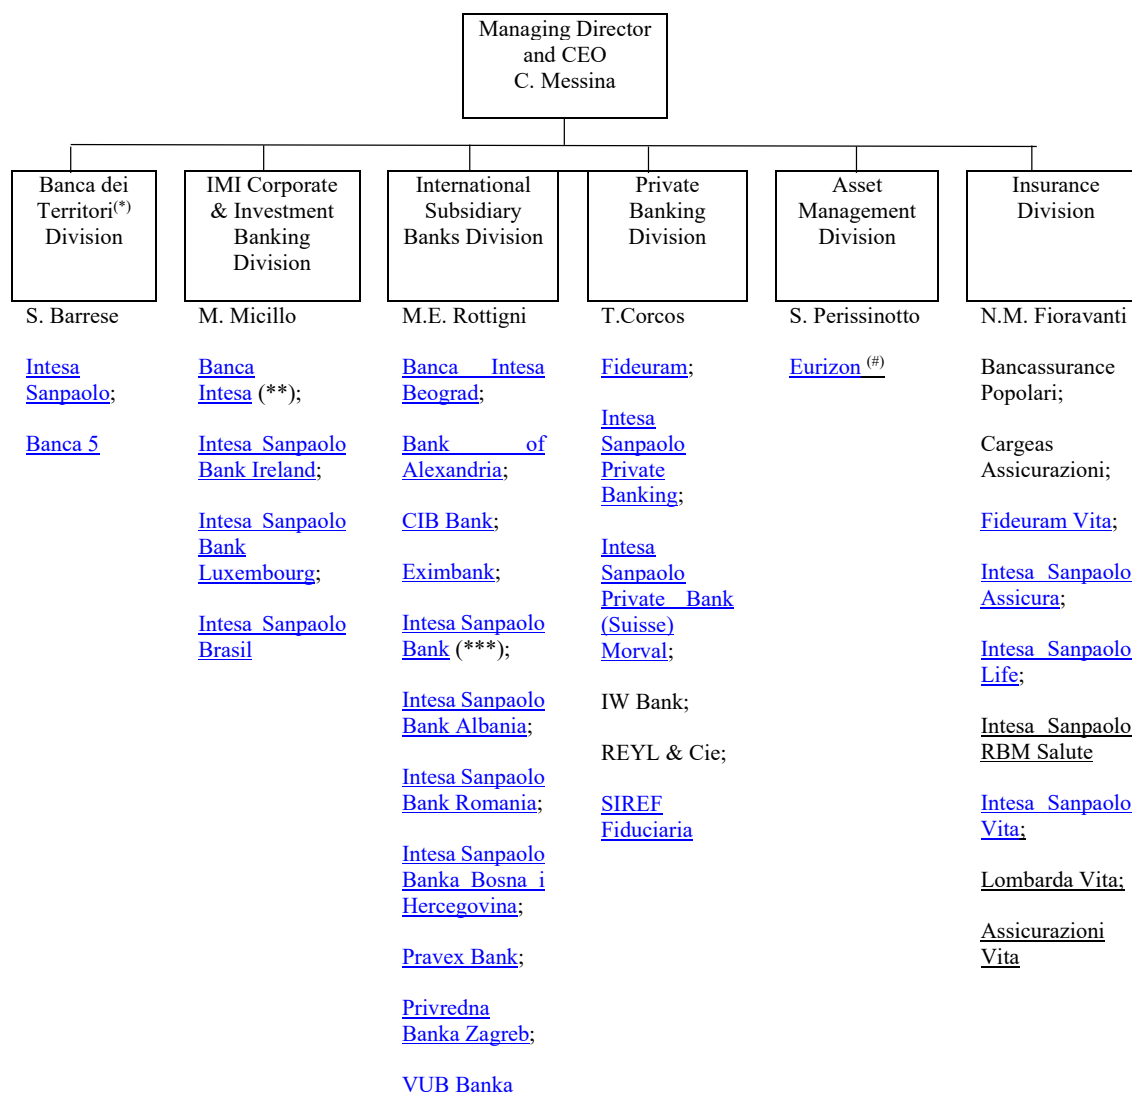 Managing Director
and CEO
C. Messina
Banca dei
Territori(*)
Division
IMI Corporate
& Investment
Banking
Division
International
Subsidiary
Banks Division
Private
Banking
Division
Asset
Management
Division
Insurance
Division
S. Barrese
Intesa
Sanpaolo;
Banca 5
M. Micillo
Banca
Intesa (**);
Intesa Sanpaolo
Bank Ireland;
Intesa Sanpaolo
Bank
Luxembourg;
Intesa Sanpaolo
Brasil
M.E. Rottigni
Banca Intesa
Beograd;
Bank of
Alexandria;
CIB Bank;
Eximbank;
Intesa Sanpaolo
Bank (***);
Intesa Sanpaolo
Bank Albania;
Intesa Sanpaolo
Bank Romania;
Intesa Sanpaolo
Banka Bosna i
Hercegovina;
Pravex Bank;
Privredna
Banka Zagreb;
VUB Banka
T.Corcos
Fideuram;
Intesa
Sanpaolo
Private
Banking;
Intesa
Sanpaolo
Private Bank
(Suisse)
Morval;
IW Bank;
REYL & Cie;
SIREF
Fiduciaria
S. Perissinotto
Eurizon (#)
N.M. Fioravanti
Bancassurance
Popolari;
Cargeas
Assicurazioni;
Fideuram Vita;
Intesa Sanpaolo
Assicura;
Intesa Sanpaolo
Life;
Intesa Sanpaolo
RBM Salute
Intesa Sanpaolo
Vita;
Lombarda Vita;
Assicurazioni
Vita